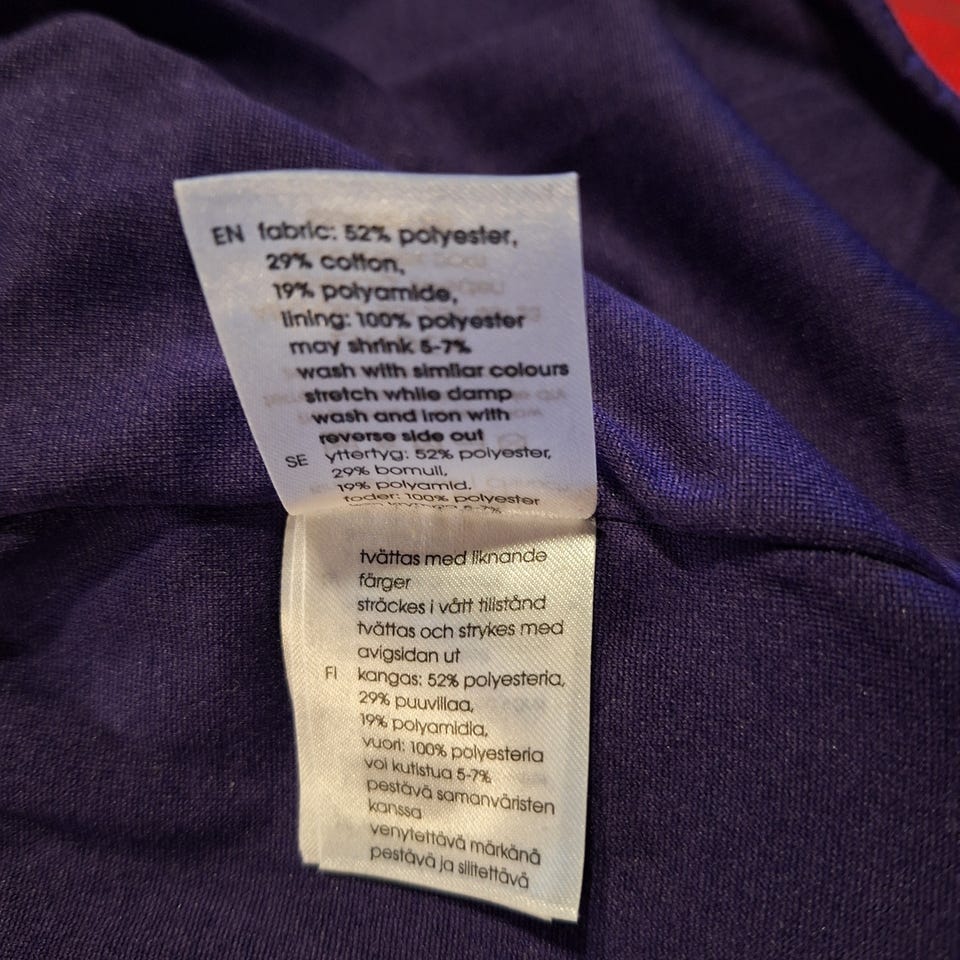 EN fabric: 52% polyester,
29% cotton,
19% polyamide,
lining: 100% polyester
may shrink 5-7%
wash with similar colours
stretch while damp
wash and iron with
reverse side out
SE yttertyg: 52% polyester,
29% bomull,
19% polyamid.
foder: 100% polyester
kan krympa 5-7%
tvättas med liknande
färger
sträckes i vått tillstånd
tvättas och strykes med
avigsidan ut
FI kangas: 52% polyesteria,
29% puuvillaa,
19% polyamidia,
vuori: 100% polyesteria
voi kutistua 5-7%
pestävä samanväristen
kanssa
venytettävä märkänä
pestävä ja silitettävä